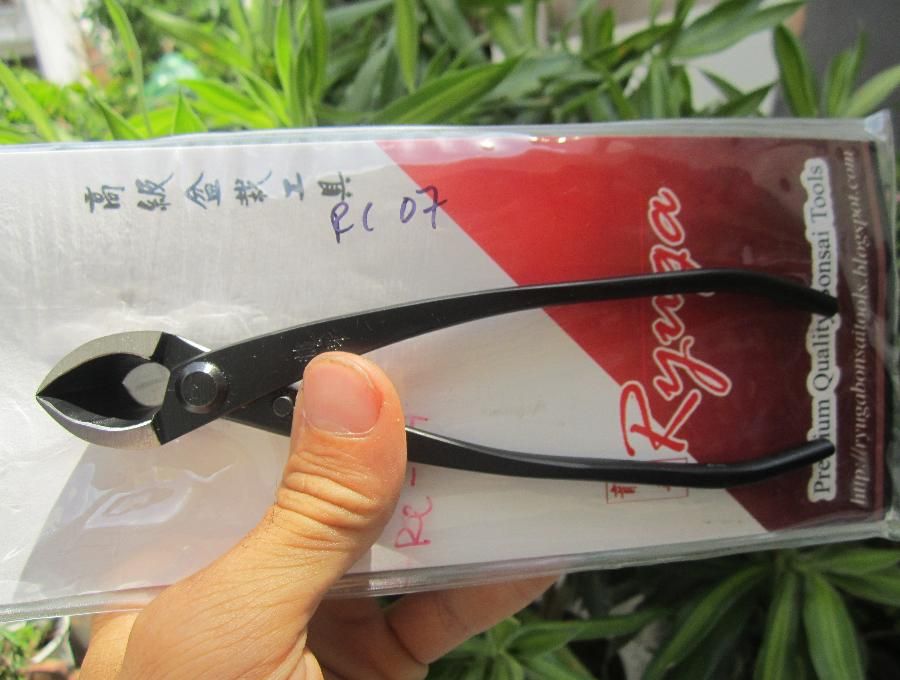 高級盆栽工具
RC 07
Ryuga
Premium Quality Bonsai Tools
http://ryugabonsaitools.blogspot.com